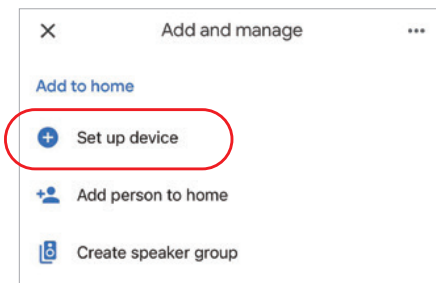 Add and manage
Add to home
Set up device
Add person to home
Create speaker group